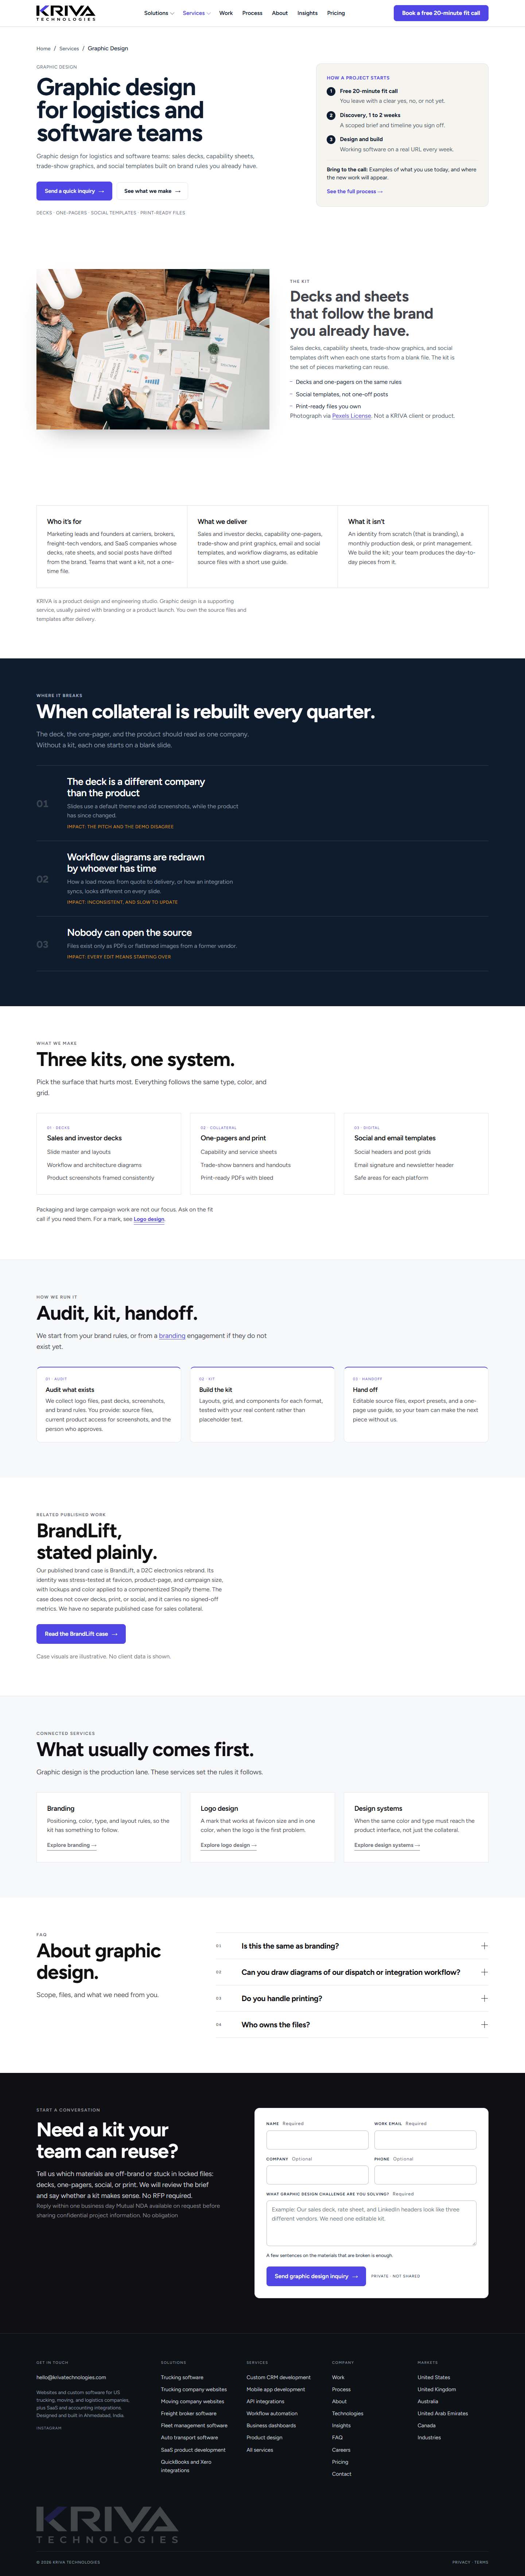 KRIVA
TECHNOLOGIES
Solutions Services Work Process About Insights Pricing
Book a free 20-minute fit call
Home / Services / Graphic Design
GRAPHIC DESIGN
Graphic design
for logistics and
software teams
Graphic design for logistics and software teams: sales decks, capability sheets,
trade-show graphics, and social templates built on brand rules you already have.
Send a quick inquiry →
See what we make →
DECKS · ONE-PAGERS · SOCIAL TEMPLATES · PRINT-READY FILES
HOW A PROJECT STARTS
1 Free 20-minute fit call
You leave with a clear yes, no, or not yet.
2 Discovery, 1 to 2 weeks
A scoped brief and timeline you sign off.
3 Design and build
Working software on a real URL every week.
Bring to the call: Examples of what you use today, and where
the new work will appear.
See the full process →
THE KIT
Decks and sheets
that follow the brand
you already have.
Sales decks, capability sheets, trade-show graphics, and social
templates drift when each one starts from a blank file. The kit is
the set of pieces marketing can reuse.
– Decks and one-pagers on the same rules
– Social templates, not one-off posts
– Print-ready files you own
Photograph via Pexels License. Not a KRIVA client or product.
Who it's for
Marketing leads and founders at carriers, brokers,
freight-tech vendors, and SaaS companies whose
decks, rate sheets, and social posts have drifted
from the brand. Teams that want a kit, not a one-
time file.
What we deliver
Sales and investor decks, capability one-pagers,
trade-show and print graphics, email and social
templates, and workflow diagrams, as editable
source files with a short use guide.
What it isn't
An identity from scratch (that is branding), a
monthly production desk, or print management.
We build the kit; your team produces the day-to-
day pieces from it.
KRIVA is a product design and engineering studio. Graphic design is a supporting
service, usually paired with branding or a product launch. You own the source files and
templates after delivery.
WHERE IT BREAKS
When collateral is rebuilt every quarter.
The deck, the one-pager, and the product should read as one company.
Without a kit, each one starts on a blank slide.
01
The deck is a different company
than the product
Slides use a default theme and old screenshots, while the product
has since changed.
IMPACT: THE PITCH AND THE DEMO DISAGREE
02
Workflow diagrams are redrawn
by whoever has time
How a load moves from quote to delivery, or how an integration
syncs, looks different on every slide.
IMPACT: INCONSISTENT, AND SLOW TO UPDATE
03
Nobody can open the source
Files exist only as PDFs or flattened images from a former vendor.
IMPACT: EVERY EDIT MEANS STARTING OVER
WHAT WE MAKE
Three kits, one system.
Pick the surface that hurts most. Everything follows the same type, color, and
grid.
01 · DECKS
Sales and investor decks
Slide master and layouts
Workflow and architecture diagrams
Product screenshots framed consistently
02 · COLLATERAL
One-pagers and print
Capability and service sheets
Trade-show banners and handouts
Print-ready PDFs with bleed
03 · DIGITAL
Social and email templates
Social headers and post grids
Email signature and newsletter header
Safe areas for each platform
Packaging and large campaign work are not our focus. Ask on the fit
call if you need them. For a mark, see Logo design.
HOW WE RUN IT
Audit, kit, handoff.
We start from your brand rules, or from a branding engagement if they do not
exist yet.
01 · AUDIT
Audit what exists
We collect logo files, past decks, screenshots,
and brand rules. You provide: source files,
current product access for screenshots, and the
person who approves.
02 · KIT
Build the kit
Layouts, grid, and components for each format,
tested with your real content rather than
placeholder text.
03 · HANDOFF
Hand off
Editable source files, export presets, and a one-
page use guide, so your team can make the next
piece without us.
RELATED PUBLISHED WORK
BrandLift,
stated plainly.
Our published brand case is BrandLift, a D2C electronics rebrand. Its
identity was stress-tested at favicon, product-page, and campaign size,
with lockups and color applied to a componentized Shopify theme. The
case does not cover decks, print, or social, and it carries no signed-off
metrics. We have no separate published case for sales collateral.
Read the BrandLift case →
Case visuals are illustrative. No client data is shown.
CONNECTED SERVICES
What usually comes first.
Graphic design is the production lane. These services set the rules it follows.
Branding
Positioning, color, type, and layout rules, so the
kit has something to follow.
Explore branding →
Logo design
A mark that works at favicon size and in one
color, when the logo is the first problem.
Explore logo design →
Design systems
When the same color and type must reach the
product interface, not just the collateral.
Explore design systems →
FAQ
About graphic
design.
Scope, files, and what we need from you.
01 Is this the same as branding?
02 Can you draw diagrams of our dispatch or integration workflow?
03 Do you handle printing?
04 Who owns the files?
START A CONVERSATION
Need a kit your
team can reuse?
Tell us which materials are off-brand or stuck in locked files:
decks, one-pagers, social, or print. We will review the brief
and say whether a kit makes sense. No RFP required.
Reply within one business day Mutual NDA available on request before
sharing confidential project information. No obligation
NAME Required
WORK EMAIL Required
COMPANY Optional
PHONE Optional
WHAT GRAPHIC DESIGN CHALLENGE ARE YOU SOLVING? Required
Example: Our sales deck, rate sheet, and LinkedIn headers look like three
different vendors. We need one editable kit.
A few sentences on the materials that are broken is enough.
Send graphic design inquiry →
PRIVATE · NOT SHARED
GET IN TOUCH
hello@krivatechnologies.com
Websites and custom software for US
trucking, moving, and logistics companies,
plus SaaS and accounting integrations.
Designed and built in Ahmedabad, India.
INSTAGRAM
SOLUTIONS
Trucking software
Trucking company websites
Moving company websites
Freight broker software
Fleet management software
Auto transport software
SaaS product development
QuickBooks and Xero
integrations
SERVICES
Custom CRM development
Mobile app development
API integrations
Workflow automation
Business dashboards
Product design
All services
COMPANY
Work
Process
About
Technologies
Insights
FAQ
Careers
Pricing
Contact
MARKETS
United States
United Kingdom
Australia
United Arab Emirates
Canada
Industries
KRIVA
TECHNOLOGIES
© 2026 KRIVA TECHNOLOGIES
PRIVACY · TERMS